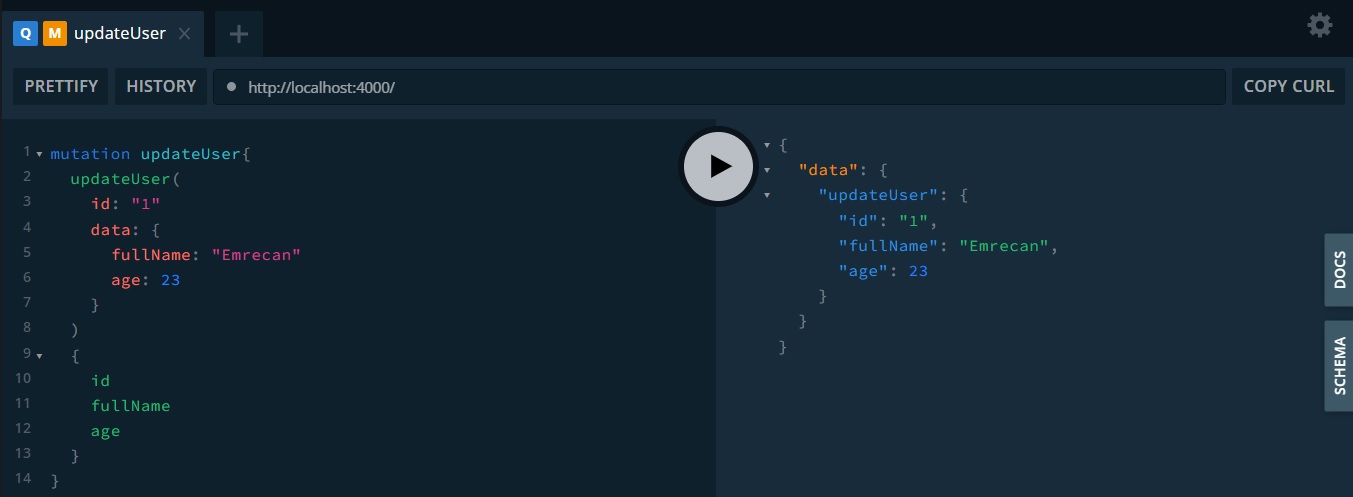 Q M updateUser
PRETTIFY HISTORY http://localhost:4000/ COPY CURL
1 mutation updateUser{
2 updateUser(
3 id: "1"
4 data: {
5 fullName: "Emrecan"
6 age: 23
7 }
8 )
9 {
10 id
11 fullName
12 age
13 }
14 }
{
"data": {
"updateUser": {
"id": "1",
"fullName": "Emrecan",
"age": 23
}
}
}
DOCS
SCHEMA